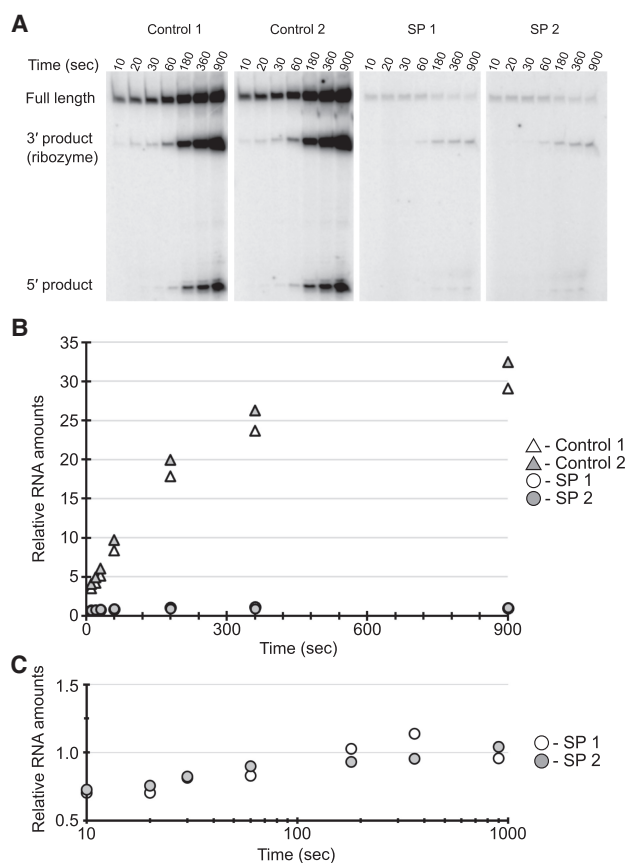 A
Control 1
Control 2
SP 1
SP 2
Time (sec)
10 20 30 60 180 360 900
10 20 30 60 180 360 900
10 20 30 60 180 360 900
10 20 30 60 180 360 900
Full length
3′ product
(ribozyme)
5′ product
B
Relative RNA amounts
35
30
25
20
15
10
5
0
0 300 600 900
Time (sec)
- Control 1
- Control 2
- SP 1
- SP 2
C
Relative RNA amounts
1.5
1.0
0.5
10 100 1000
Time (sec)
- SP 1
- SP 2